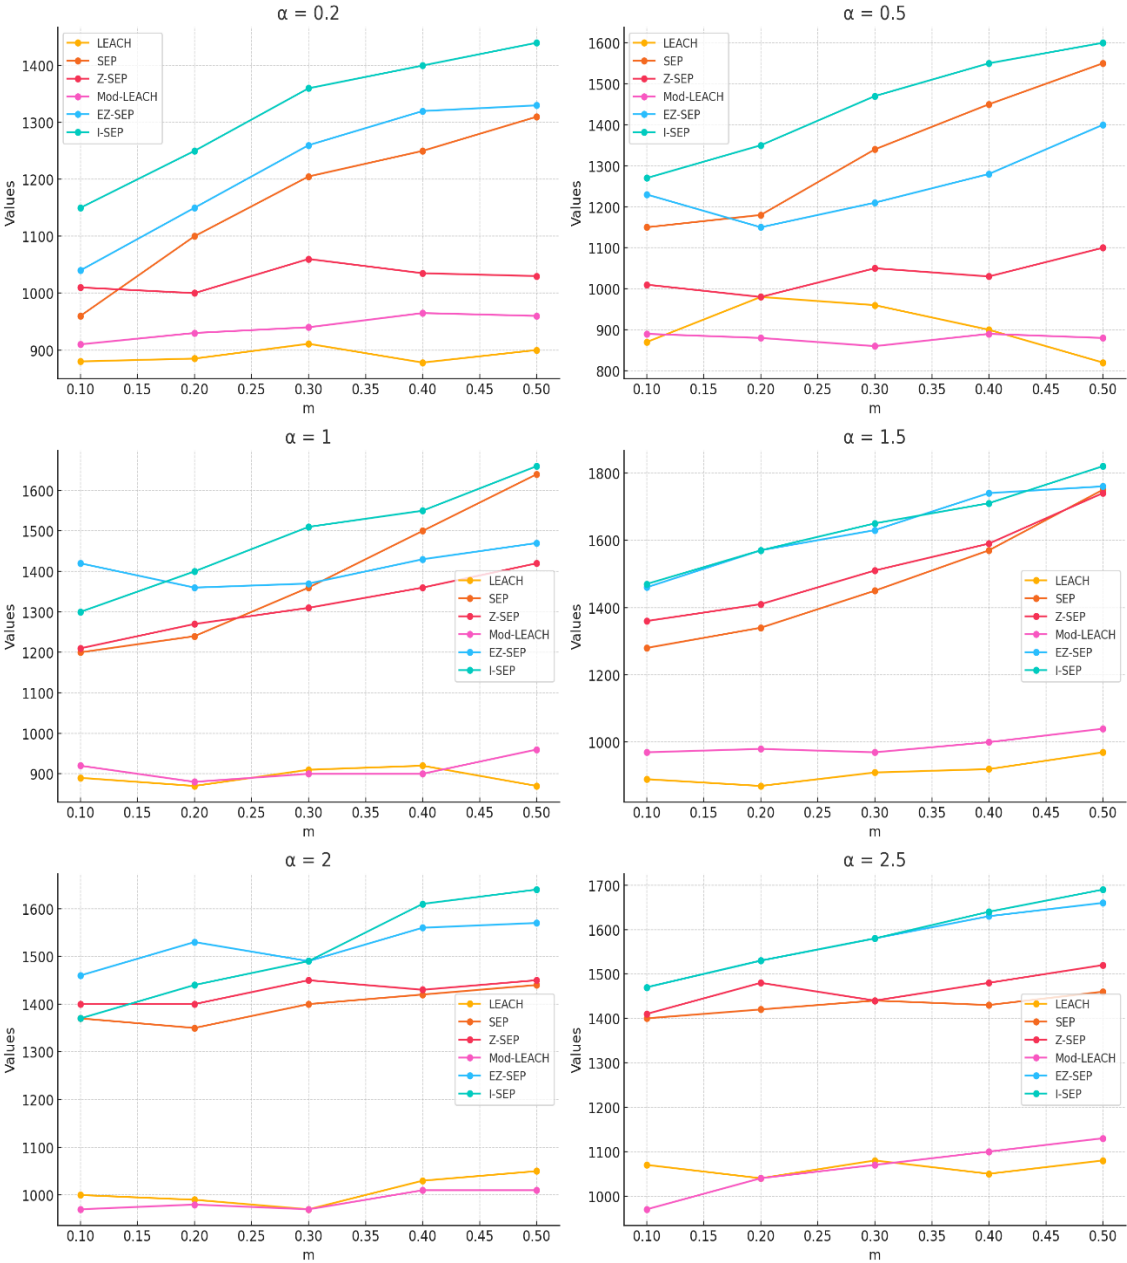 α = 0.2
LEACH
SEP
Z-SEP
Mod-LEACH
EZ-SEP
I-SEP
1400
1300
1200
1100
1000
900
Values
0.10 0.15 0.20 0.25 0.30 0.35 0.40 0.45 0.50
m
α = 0.5
LEACH
SEP
Z-SEP
Mod-LEACH
EZ-SEP
I-SEP
1600
1500
1400
1300
1200
1100
1000
900
800
Values
0.10 0.15 0.20 0.25 0.30 0.35 0.40 0.45 0.50
m
α = 1
1600
1500
1400
1300
1200
1100
1000
900
Values
LEACH
SEP
Z-SEP
Mod-LEACH
EZ-SEP
I-SEP
0.10 0.15 0.20 0.25 0.30 0.35 0.40 0.45 0.50
m
α = 1.5
1800
1600
1400
1200
1000
Values
LEACH
SEP
Z-SEP
Mod-LEACH
EZ-SEP
I-SEP
0.10 0.15 0.20 0.25 0.30 0.35 0.40 0.45 0.50
m
α = 2
1600
1500
1400
1300
1200
1100
1000
Values
LEACH
SEP
Z-SEP
Mod-LEACH
EZ-SEP
I-SEP
0.10 0.15 0.20 0.25 0.30 0.35 0.40 0.45 0.50
m
α = 2.5
1700
1600
1500
1400
1300
1200
1100
1000
Values
LEACH
SEP
Z-SEP
Mod-LEACH
EZ-SEP
I-SEP
0.10 0.15 0.20 0.25 0.30 0.35 0.40 0.45 0.50
m